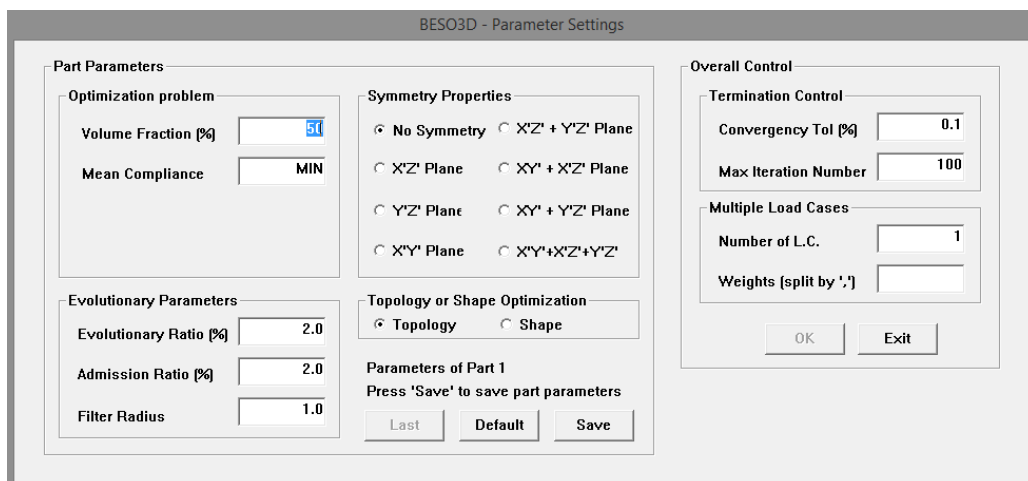 BESO3D - Parameter Settings
Part Parameters
Optimization problem
Volume Fraction (%)
50
Mean Compliance
MIN
Symmetry Properties
No Symmetry
X'Z' + Y'Z' Plane
X'Z' Plane
XY' + X'Z' Plane
Y'Z' Plane
XY' + Y'Z' Plane
X'Y' Plane
X'Y'+X'Z'+Y'Z'
Evolutionary Parameters
Evolutionary Ratio (%)
2.0
Admission Ratio (%)
2.0
Filter Radius
1.0
Topology or Shape Optimization
Topology
Shape
Parameters of Part 1
Press 'Save' to save part parameters
Last
Default
Save
Overall Control
Termination Control
Convergency Tol (%)
0.1
Max Iteration Number
100
Multiple Load Cases
Number of L.C.
1
Weights (split by ',')
OK
Exit